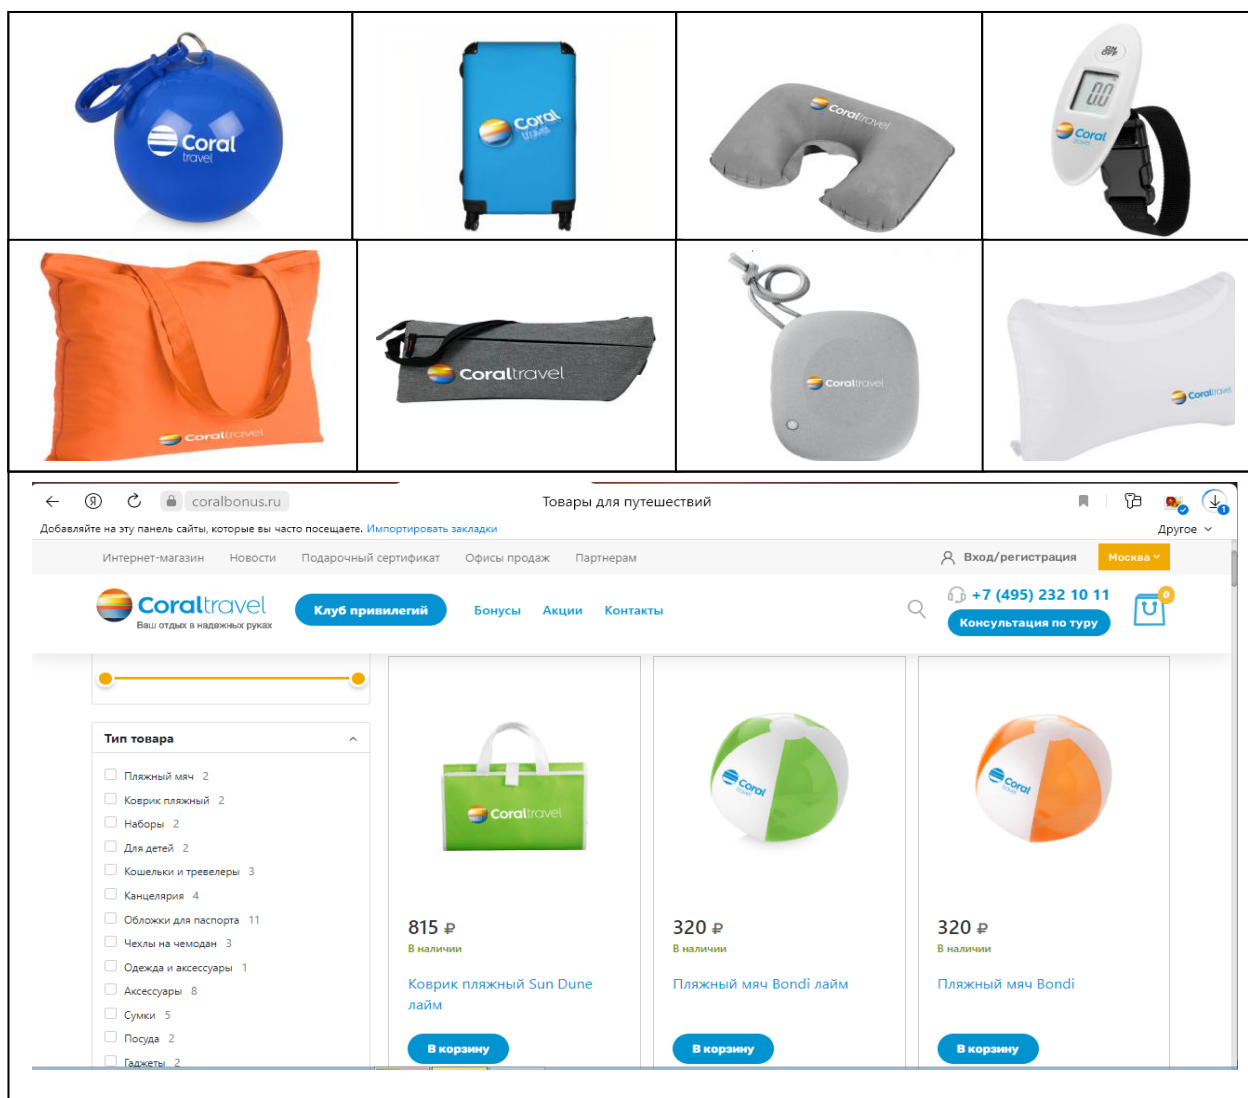 Coral
travel
Coral
travel
Coraltravel
ON
OFF
0.0
Coral
travel
Coraltravel
Coraltravel
Coraltravel
Coraltravel
Я
coralbonus.ru
Товары для путешествий
1
Добавляйте на эту панель сайты, которые вы часто посещаете. Импортировать закладки
Другое
Интернет-магазин Новости Подарочный сертификат Офисы продаж Партнерам
Вход/регистрация
Москва
Coraltravel
Ваш отдых в надежных руках
Клуб привилегий
Бонусы Акции Контакты
+7 (495) 232 10 11
Консультация по туру
0
Тип товара
Пляжный мяч 2
Коврик пляжный 2
Наборы 2
Для детей 2
Кошельки и тревелеры 3
Канцелярия 4
Обложки для паспорта 11
Чехлы на чемодан 3
Одежда и аксессуары 1
Аксессуары 8
Сумки 5
Посуда 2
Гаджеты 2
Coraltravel
815 ₽
В наличии
Коврик пляжный Sun Dune
лайм
В корзину
Coral
travel
320 ₽
В наличии
Пляжный мяч Bondi лайм
В корзину
Coral
travel
320 ₽
В наличии
Пляжный мяч Bondi
В корзину